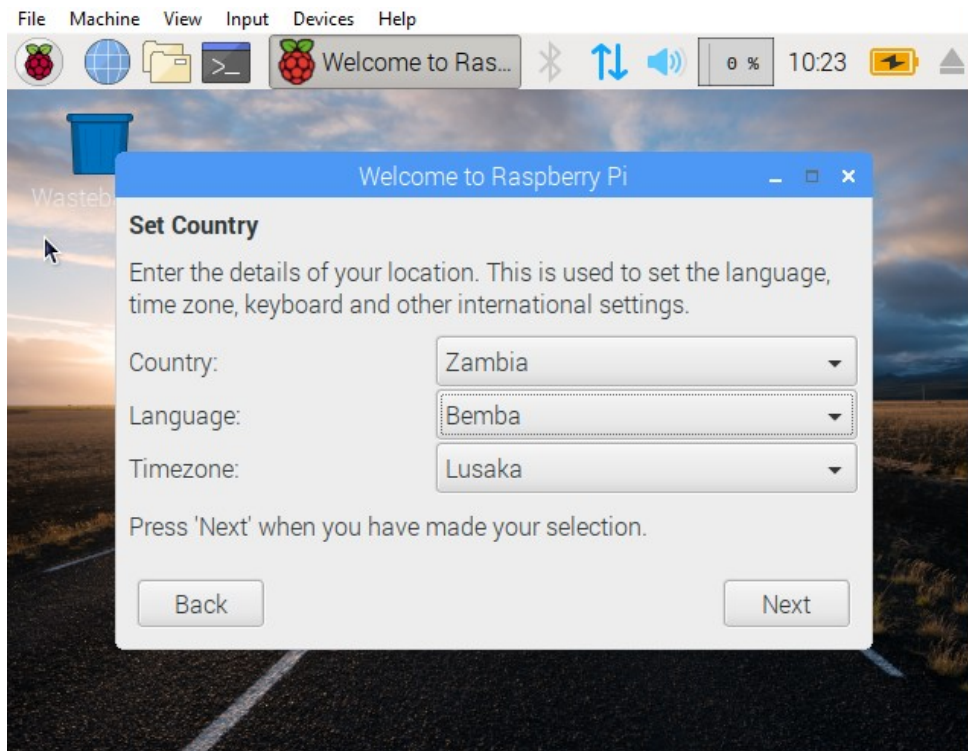 File Machine View Input Devices Help
Welcome to Ras... 0 % 10:23
Welcome to Raspberry Pi
Set Country
Enter the details of your location. This is used to set the language,
time zone, keyboard and other international settings.
Country: Zambia
Language: Bemba
Timezone: Lusaka
Press 'Next' when you have made your selection.
Back Next